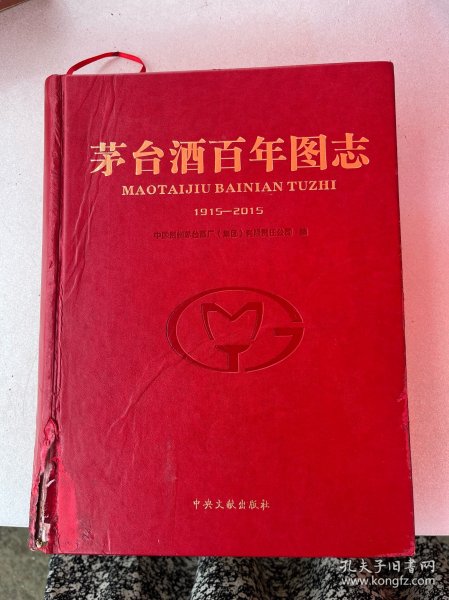 茅台酒百年图志
MAOTAIJIU BAINIAN TUZHI
1915—2015
中国贵州茅台酒厂（集团）有限责任公司 编
中央文献出版社
孔夫子旧书网
www.kongfz.com